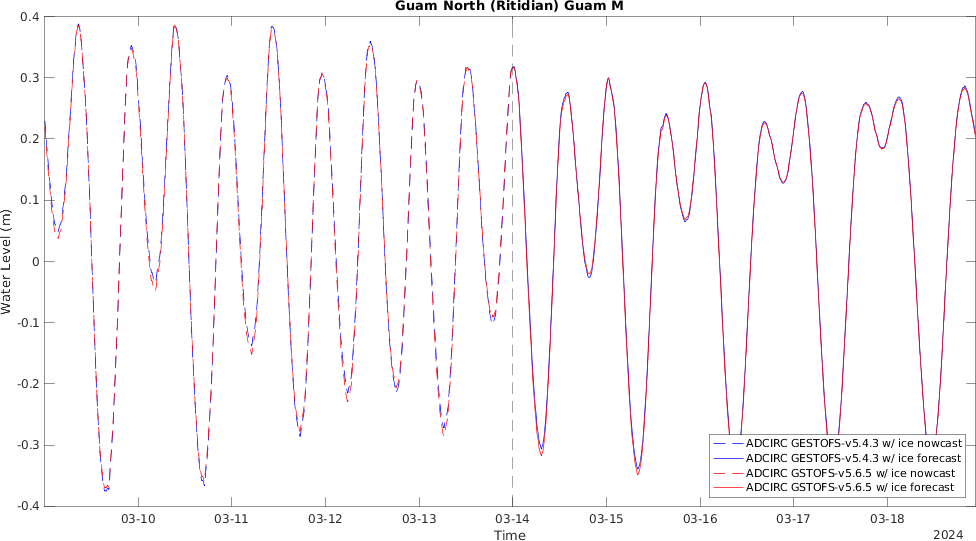 Guam North (Ritidian) Guam M
Water Level (m)
0.4
0.3
0.2
0.1
0
-0.1
-0.2
-0.3
-0.4
ADCIRC GESTOFS-v5.4.3 w/ ice nowcast
ADCIRC GESTOFS-v5.4.3 w/ ice forecast
ADCIRC GSTOFS-v5.6.5 w/ ice nowcast
ADCIRC GSTOFS-v5.6.5 w/ ice forecast
03-10 03-11 03-12 03-13 03-14 03-15 03-16 03-17 03-18
Time
2024